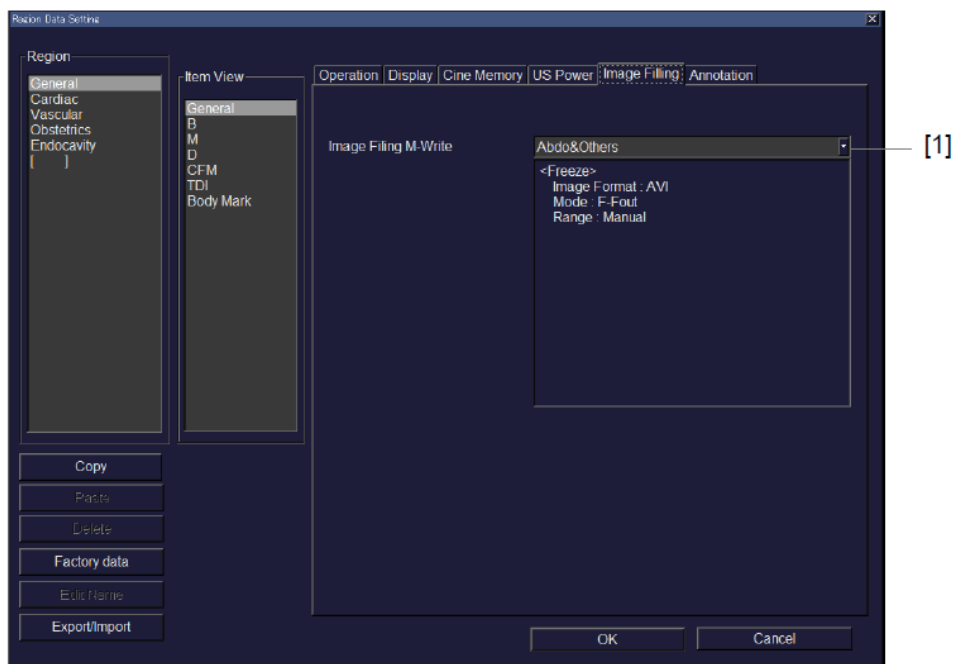 Region Data Setting
Region
General
Cardiac
Vascular
Obstetrics
Endocavity
[ ]
Item View
General
B
M
D
CFM
TDI
Body Mark
Operation Display Cine Memory US Power Image Filling Annotation
Image Filing M-Write
Abdo&Others
[1]
<Freeze>
Image Format : AVI
Mode : F-Fout
Range : Manual
Copy
Paste
Delete
Factory data
Edit Name
Export/Import
OK
Cancel